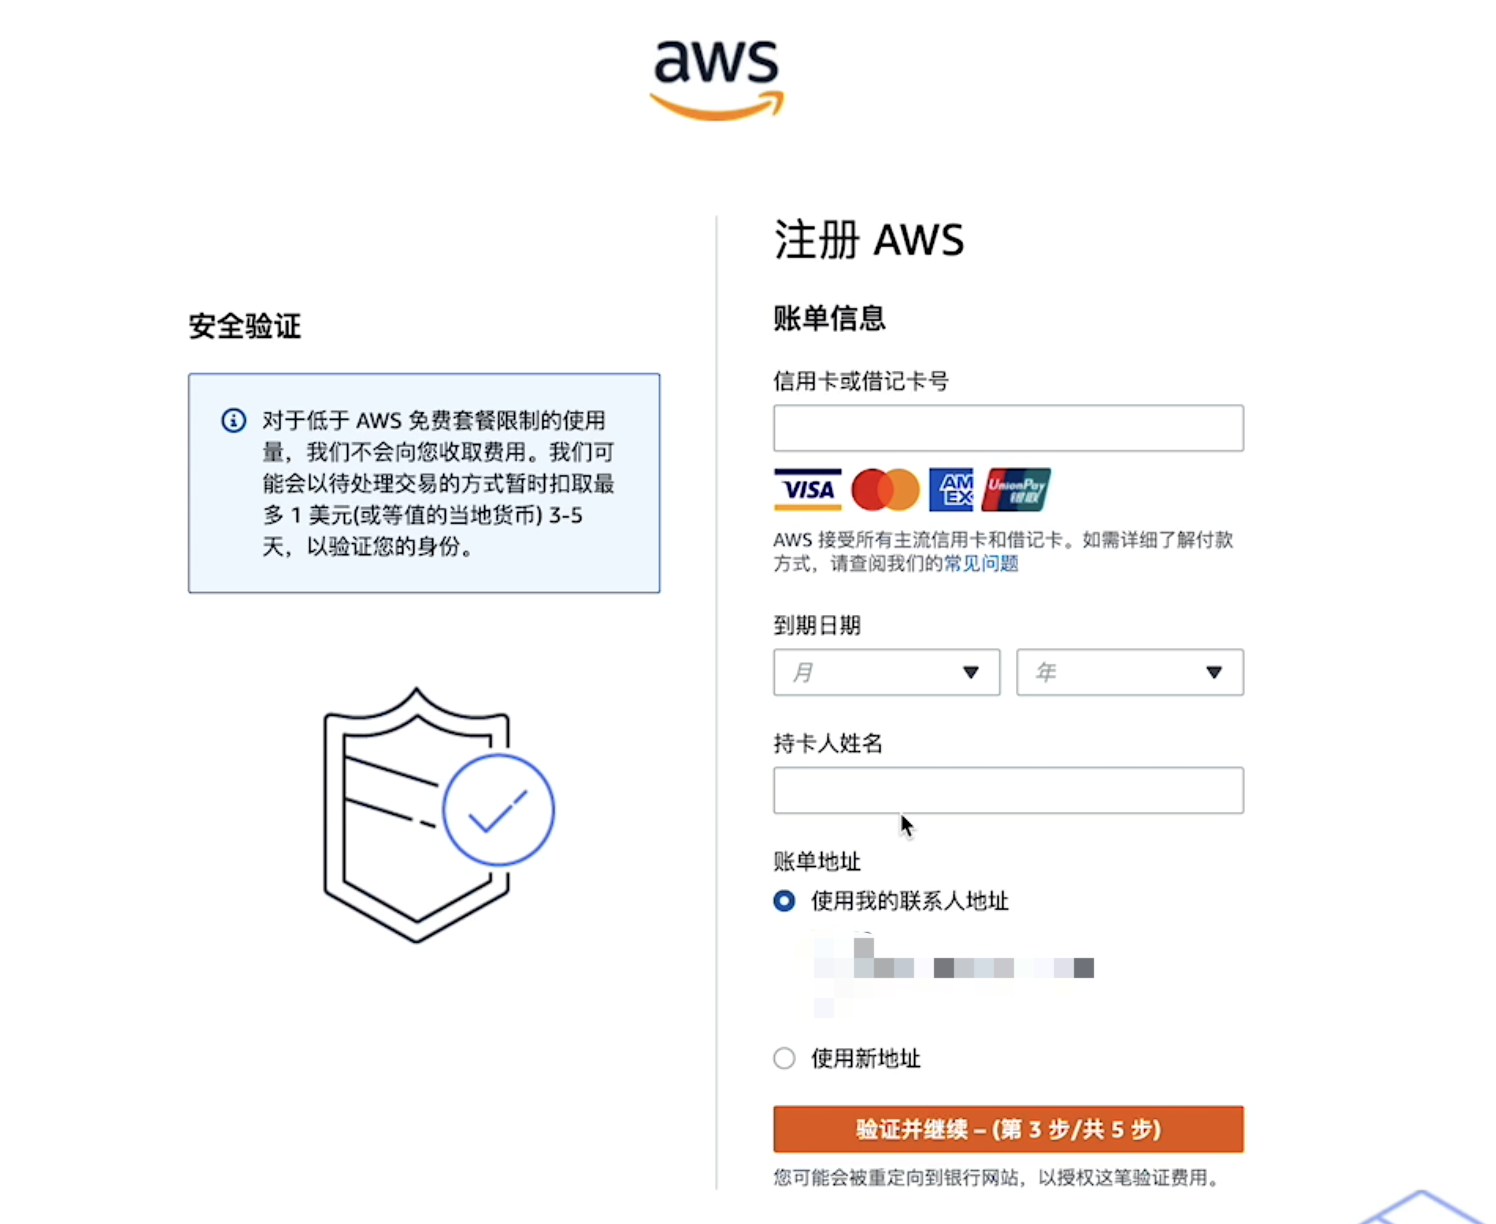 aws
安全验证
对于低于 AWS 免费套餐限制的使用
量，我们不会向您收取费用。我们可
能会以待处理交易的方式暂时扣取最
多 1 美元(或等值的当地货币) 3-5
天，以验证您的身份。
注册 AWS
账单信息
信用卡或借记卡号
VISA
AM
EX
UnionPay
银联
AWS 接受所有主流信用卡和借记卡。如需详细了解付款
方式，请查阅我们的常见问题
到期日期
月
年
持卡人姓名
账单地址
使用我的联系人地址
使用新地址
验证并继续 – (第 3 步/共 5 步)
您可能会被重定向到银行网站，以授权这笔验证费用。